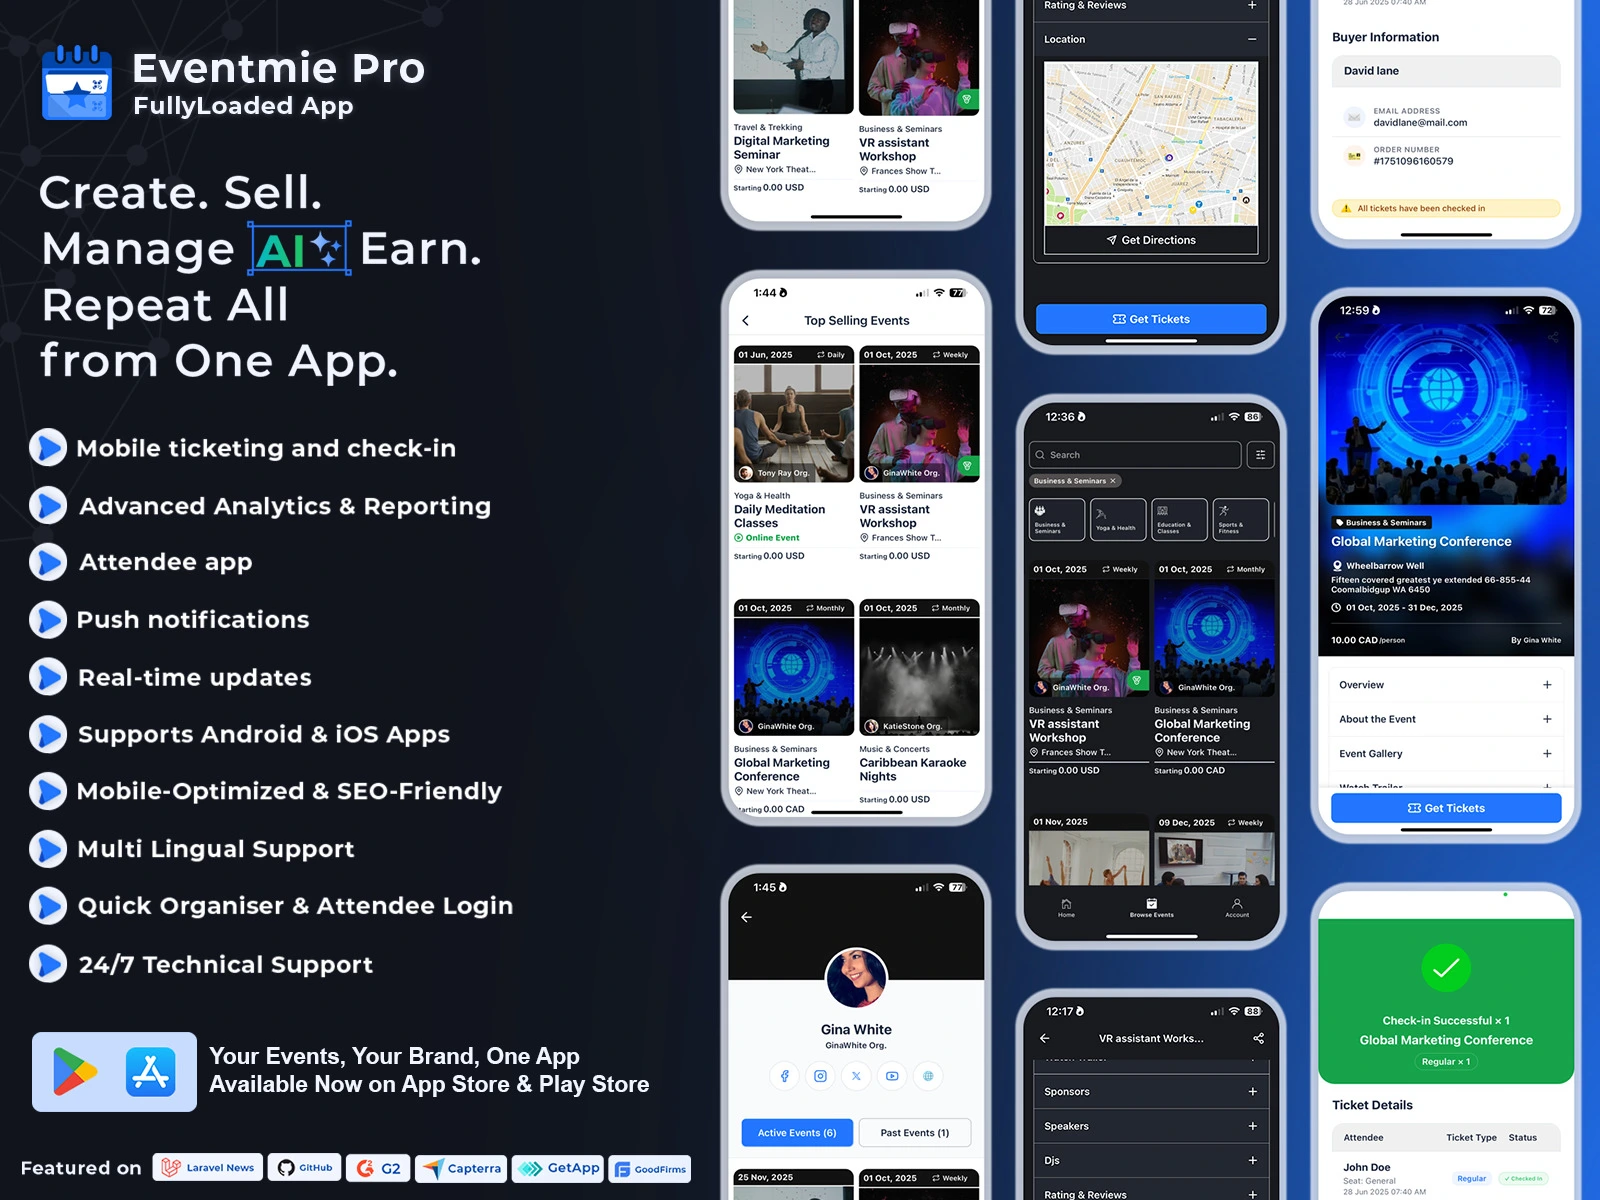 Eventmie Pro
FullyLoaded App
Create. Sell.
Manage AI Earn.
Repeat All
from One App.
Mobile ticketing and check-in
Advanced Analytics & Reporting
Attendee app
Push notifications
Real-time updates
Supports Android & iOS Apps
Mobile-Optimized & SEO-Friendly
Multi Lingual Support
Quick Organiser & Attendee Login
24/7 Technical Support
Your Events, Your Brand, One App
Available Now on App Store & Play Store
Featured on
Laravel News
GitHub
G2
Capterra
GetApp
GoodFirms
Travel & Trekking
Digital Marketing
Seminar
New York Theat...
Starting 0.00 USD
Business & Seminars
VR assistant
Workshop
Frances Show T...
Starting 0.00 USD
1:44
77
Top Selling Events
01 Jun, 2025
Daily
Tony Ray Org.
Yoga & Health
Daily Meditation
Classes
Online Event
Starting 0.00 USD
01 Oct, 2025
Weekly
GinaWhite Org.
Business & Seminars
VR assistant
Workshop
Frances Show T...
Starting 0.00 USD
01 Oct, 2025
Monthly
GinaWhite Org.
Business & Seminars
Global Marketing
Conference
New York Theat...
Starting 0.00 CAD
01 Oct, 2025
Monthly
KatieStone Org.
Music & Concerts
Caribbean Karaoke
Nights
Starting 0.00 USD
1:45
77
Gina White
GinaWhite Org.
Active Events (6)
Past Events (1)
25 Nov, 2025
01 Oct, 2025
Weekly
Rating & Reviews
Location
SAN RAFAEL
TABACALERA
ANZURES
CUAUHTEMOC
JUÁREZ
Get Directions
Get Tickets
12:36
86
Search
Business & Seminars
Business &
Seminars
Yoga & Health
Education &
Classes
Sports &
Fitness
01 Oct, 2025
Weekly
GinaWhite Org.
Business & Seminars
VR assistant
Workshop
Frances Show T...
Starting 0.00 USD
01 Oct, 2025
Monthly
GinaWhite Org.
Business & Seminars
Global Marketing
Conference
New York Theat...
Starting 0.00 CAD
01 Nov, 2025
09 Dec, 2025
Weekly
Home
Browse Events
Account
12:17
88
VR assistant Works...
Watch Trailer
Sponsors
Speakers
Djs
Rating & Reviews
28 Jun 2025 07:40 AM
Buyer Information
David lane
EMAIL ADDRESS
davidlane@mail.com
ORDER NUMBER
#1751096160579
All tickets have been checked in
12:59
72
Business & Seminars
Global Marketing Conference
Wheelbarrow Well
Fifteen covered greatest ye extended 66-855-44
Coomalbidgup WA 6450
01 Oct, 2025 - 31 Dec, 2025
10.00 CAD /person
By Gina White
Overview
About the Event
Event Gallery
Watch Trailer
Get Tickets
Check-in Successful × 1
Global Marketing Conference
Regular × 1
Ticket Details
Attendee
Ticket Type
Status
John Doe
Seat: General
28 Jun 2025 07:40 AM
Regular
Checked In